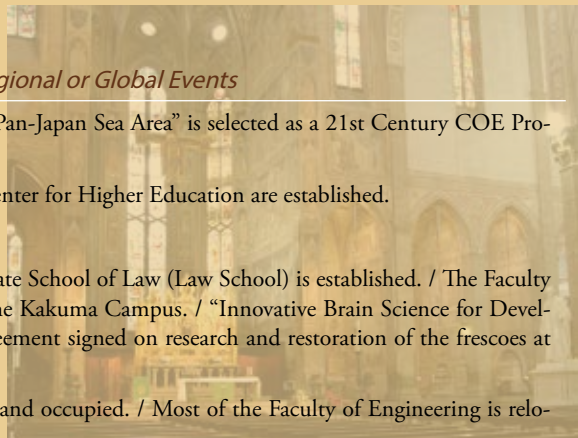 gional or Global Events
Pan-Japan Sea Area” is selected as a 21st Century COE Pro-
enter for Higher Education are established.
ate School of Law (Law School) is established. / The Faculty
ne Kakuma Campus. / “Innovative Brain Science for Devel-
eement signed on research and restoration of the frescoes at
and occupied. / Most of the Faculty of Engineering is relo-